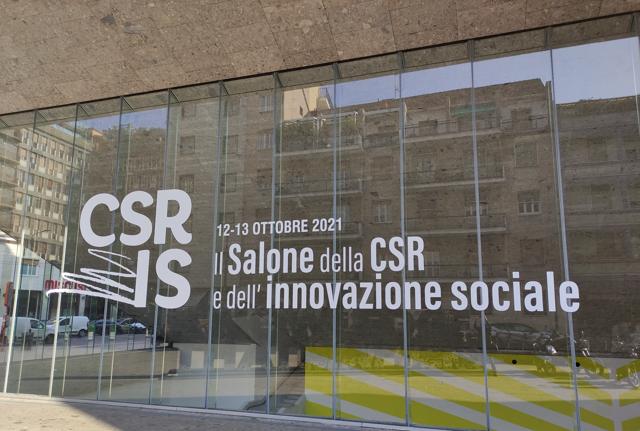 CSR
IS
12-13 OTTOBRE 2021
Il Salone della CSR
e dell' innovazione sociale